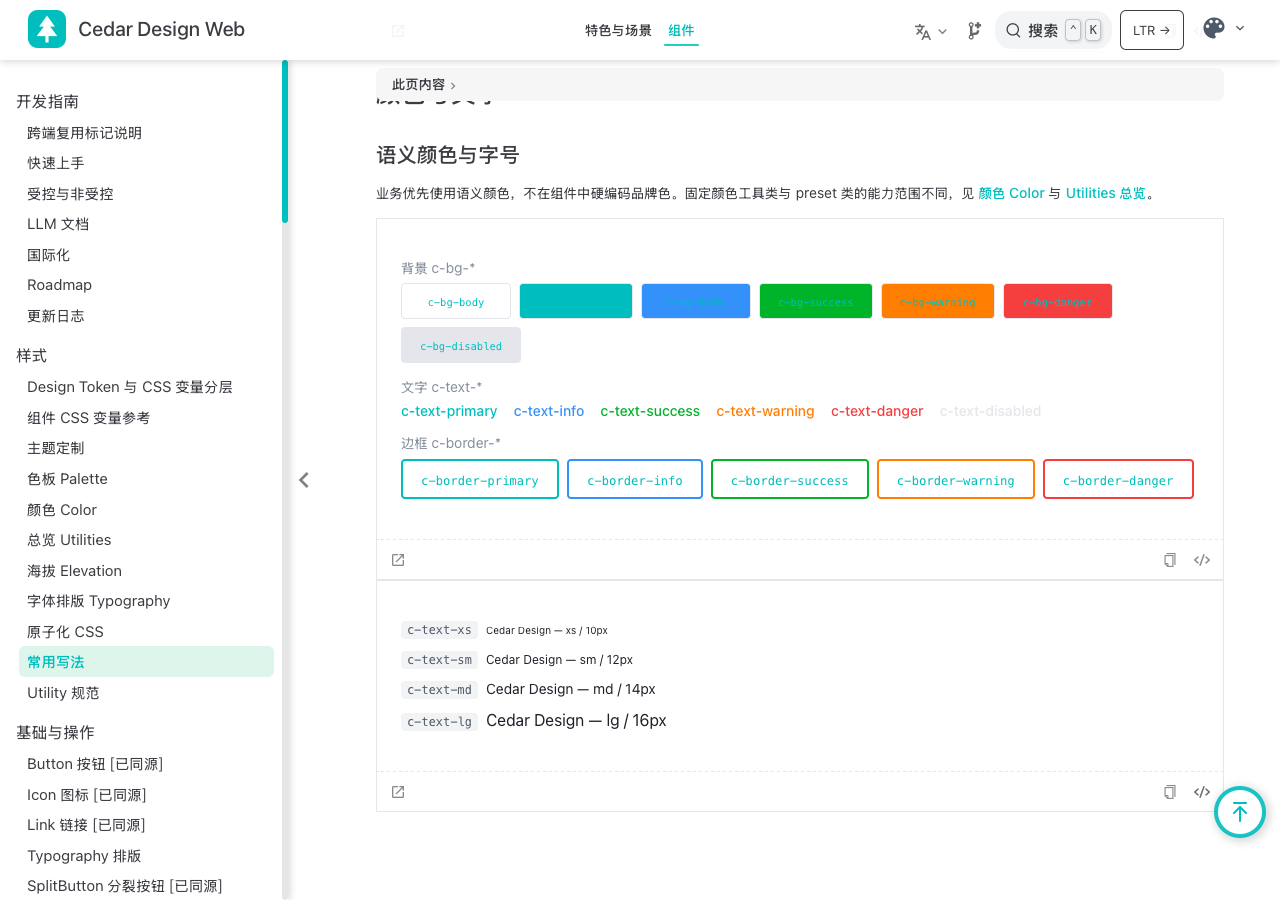 Cedar Design Web
特色与场景
组件
搜索
^
K
LTR →
开发指南
跨端复用标记说明
快速上手
受控与非受控
LLM 文档
国际化
Roadmap
更新日志
样式
Design Token 与 CSS 变量分层
组件 CSS 变量参考
主题定制
色板 Palette
颜色 Color
总览 Utilities
海拔 Elevation
字体排版 Typography
原子化 CSS
常用写法
Utility 规范
基础与操作
Button 按钮 [已同源]
Icon 图标 [已同源]
Link 链接 [已同源]
Typography 排版
SplitButton 分裂按钮 [已同源]
此页内容 ›
语义颜色与字号
业务优先使用语义颜色，不在组件中硬编码品牌色。固定颜色工具类与 preset 类的能力范围不同，见 颜色 Color 与 Utilities 总览。
背景 c-bg-*
c-bg-body
c-bg-success
c-bg-warning
c-bg-danger
c-bg-disabled
文字 c-text-*
c-text-primary
c-text-info
c-text-success
c-text-warning
c-text-danger
c-text-disabled
边框 c-border-*
c-border-primary
c-border-info
c-border-success
c-border-warning
c-border-danger
c-text-xs Cedar Design — xs / 10px
c-text-sm Cedar Design — sm / 12px
c-text-md Cedar Design — md / 14px
c-text-lg Cedar Design — lg / 16px